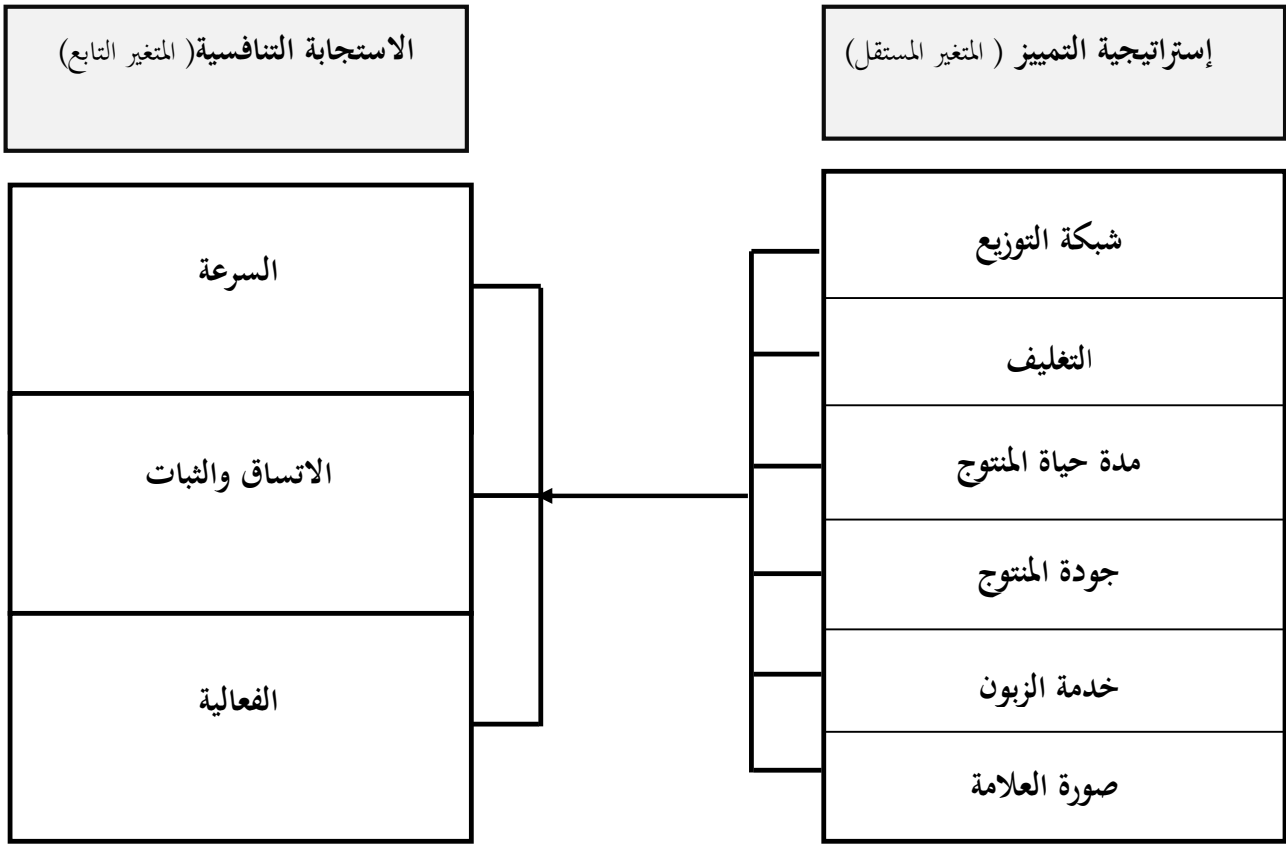 إستراتيجية التمييز ( المتغير المستقل)
شبكة التوزيع
التغليف
مدة حياة المنتوج
جودة المنتوج
خدمة الزبون
صورة العلامة
الاستجابة التنافسية( المتغير التابع)
السرعة
الاتساق والثبات
الفعالية